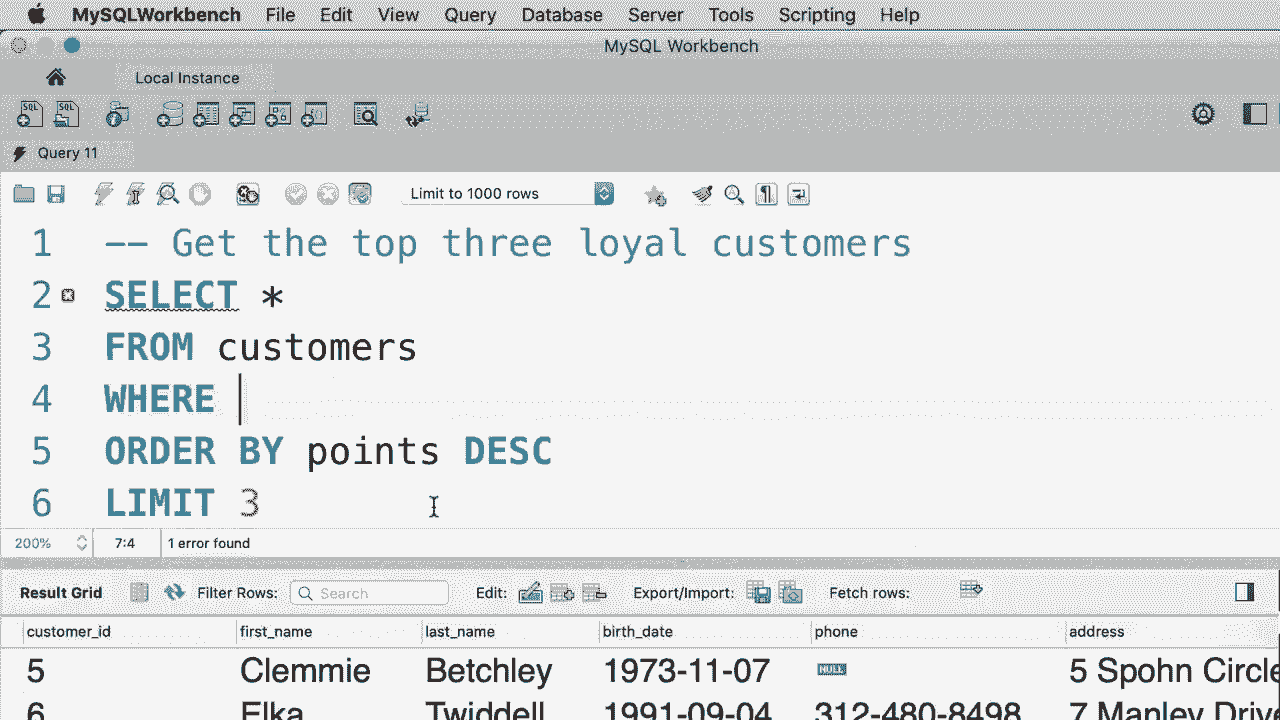 MySQLWorkbench File Edit View Query Database Server Tools Scripting Help
MySQL Workbench
Local Instance
SQL SQL
Query 11
Limit to 1000 rows
1 -- Get the top three loyal customers
2 SELECT *
3 FROM customers
4 WHERE
5 ORDER BY points DESC
6 LIMIT 3
200% 7:4 1 error found
Result Grid Filter Rows: Search Edit: Export/Import: Fetch rows:
customer_id first_name last_name birth_date phone address
5 Clemmie Betchley 1973-11-07 NULL 5 Spohn Circle
6 Elka Twiddell 1991-09-04 312-480-8498 7 Manley Drive